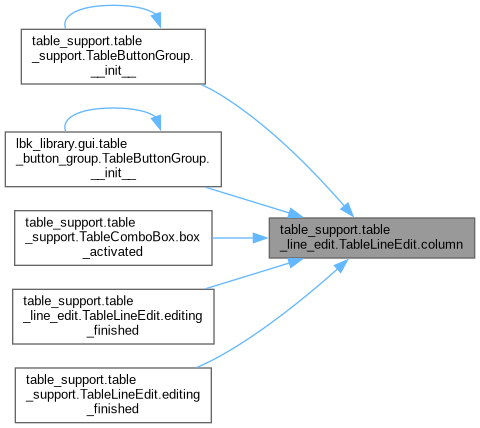 table_support.table
_support.TableButtonGroup.
__init__
lbk_library.gui.table
_button_group.TableButtonGroup.
__init__
table_support.table
_support.TableComboBox.box
_activated
table_support.table
_line_edit.TableLineEdit.column
table_support.table
_line_edit.TableLineEdit.editing
_finished
table_support.table
_support.TableLineEdit.editing
_finished